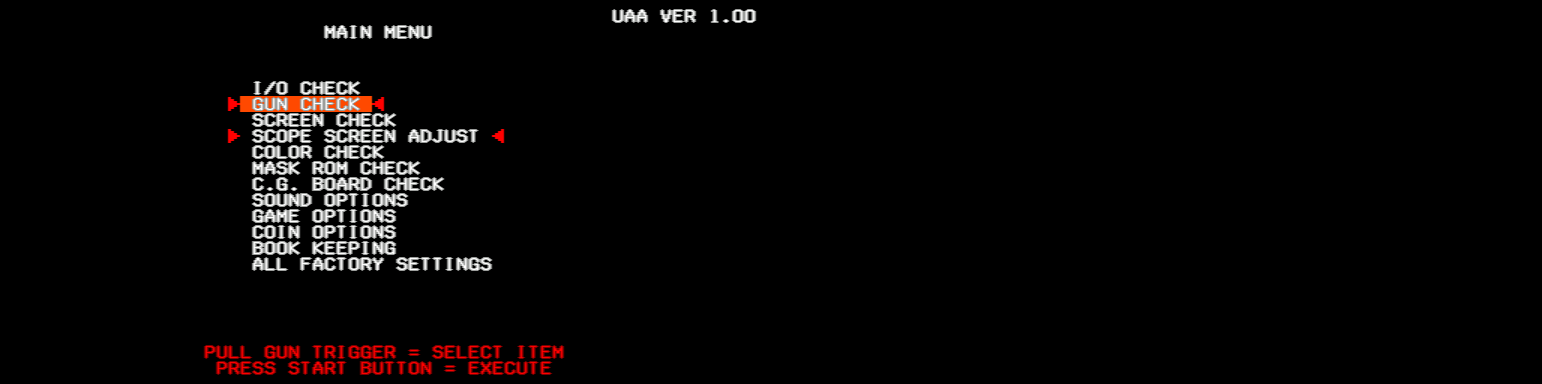 UAA VER 1.00
MAIN MENU
I/O CHECK
GUN CHECK
SCREEN CHECK
SCOPE SCREEN ADJUST
COLOR CHECK
MASK ROM CHECK
C.G. BOARD CHECK
SOUND OPTIONS
GAME OPTIONS
COIN OPTIONS
BOOK KEEPING
ALL FACTORY SETTINGS
PULL GUN TRIGGER = SELECT ITEM
PRESS START BUTTON = EXECUTE